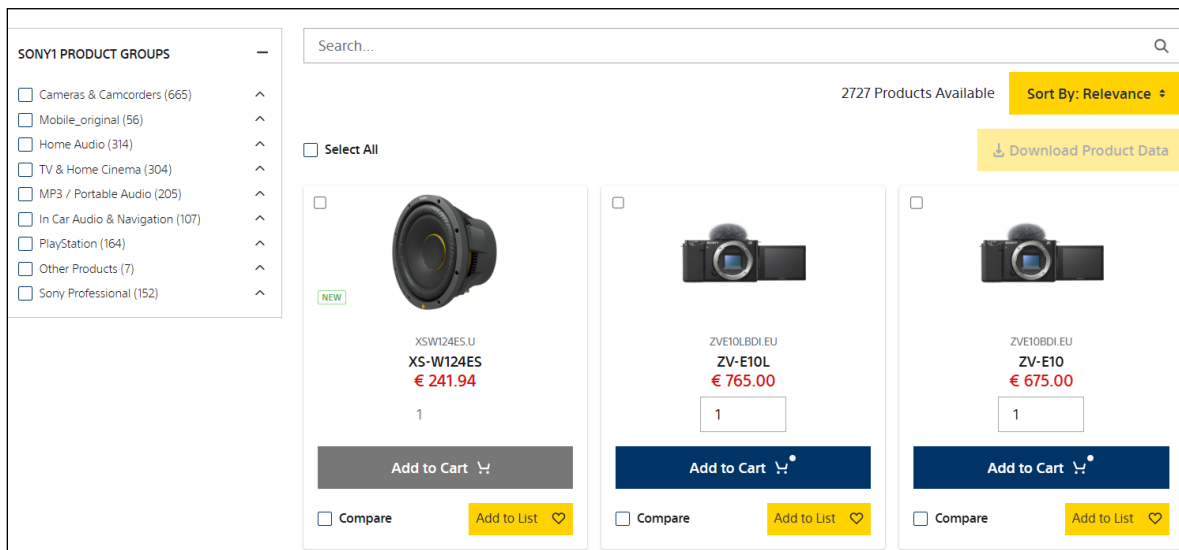 SONY1 PRODUCT GROUPS
Cameras & Camcorders (665)
Mobile_original (56)
Home Audio (314)
TV & Home Cinema (304)
MP3 / Portable Audio (205)
In Car Audio & Navigation (107)
PlayStation (164)
Other Products (7)
Sony Professional (152)
Search...
2727 Products Available
Sort By: Relevance
Select All
Download Product Data
NEW
XSW124ES.U
XS-W124ES
€ 241.94
1
Add to Cart
Compare
Add to List
ZVE10LBDI.EU
ZV-E10L
€ 765.00
1
Add to Cart
Compare
Add to List
ZVE10BDI.EU
ZV-E10
€ 675.00
1
Add to Cart
Compare
Add to List